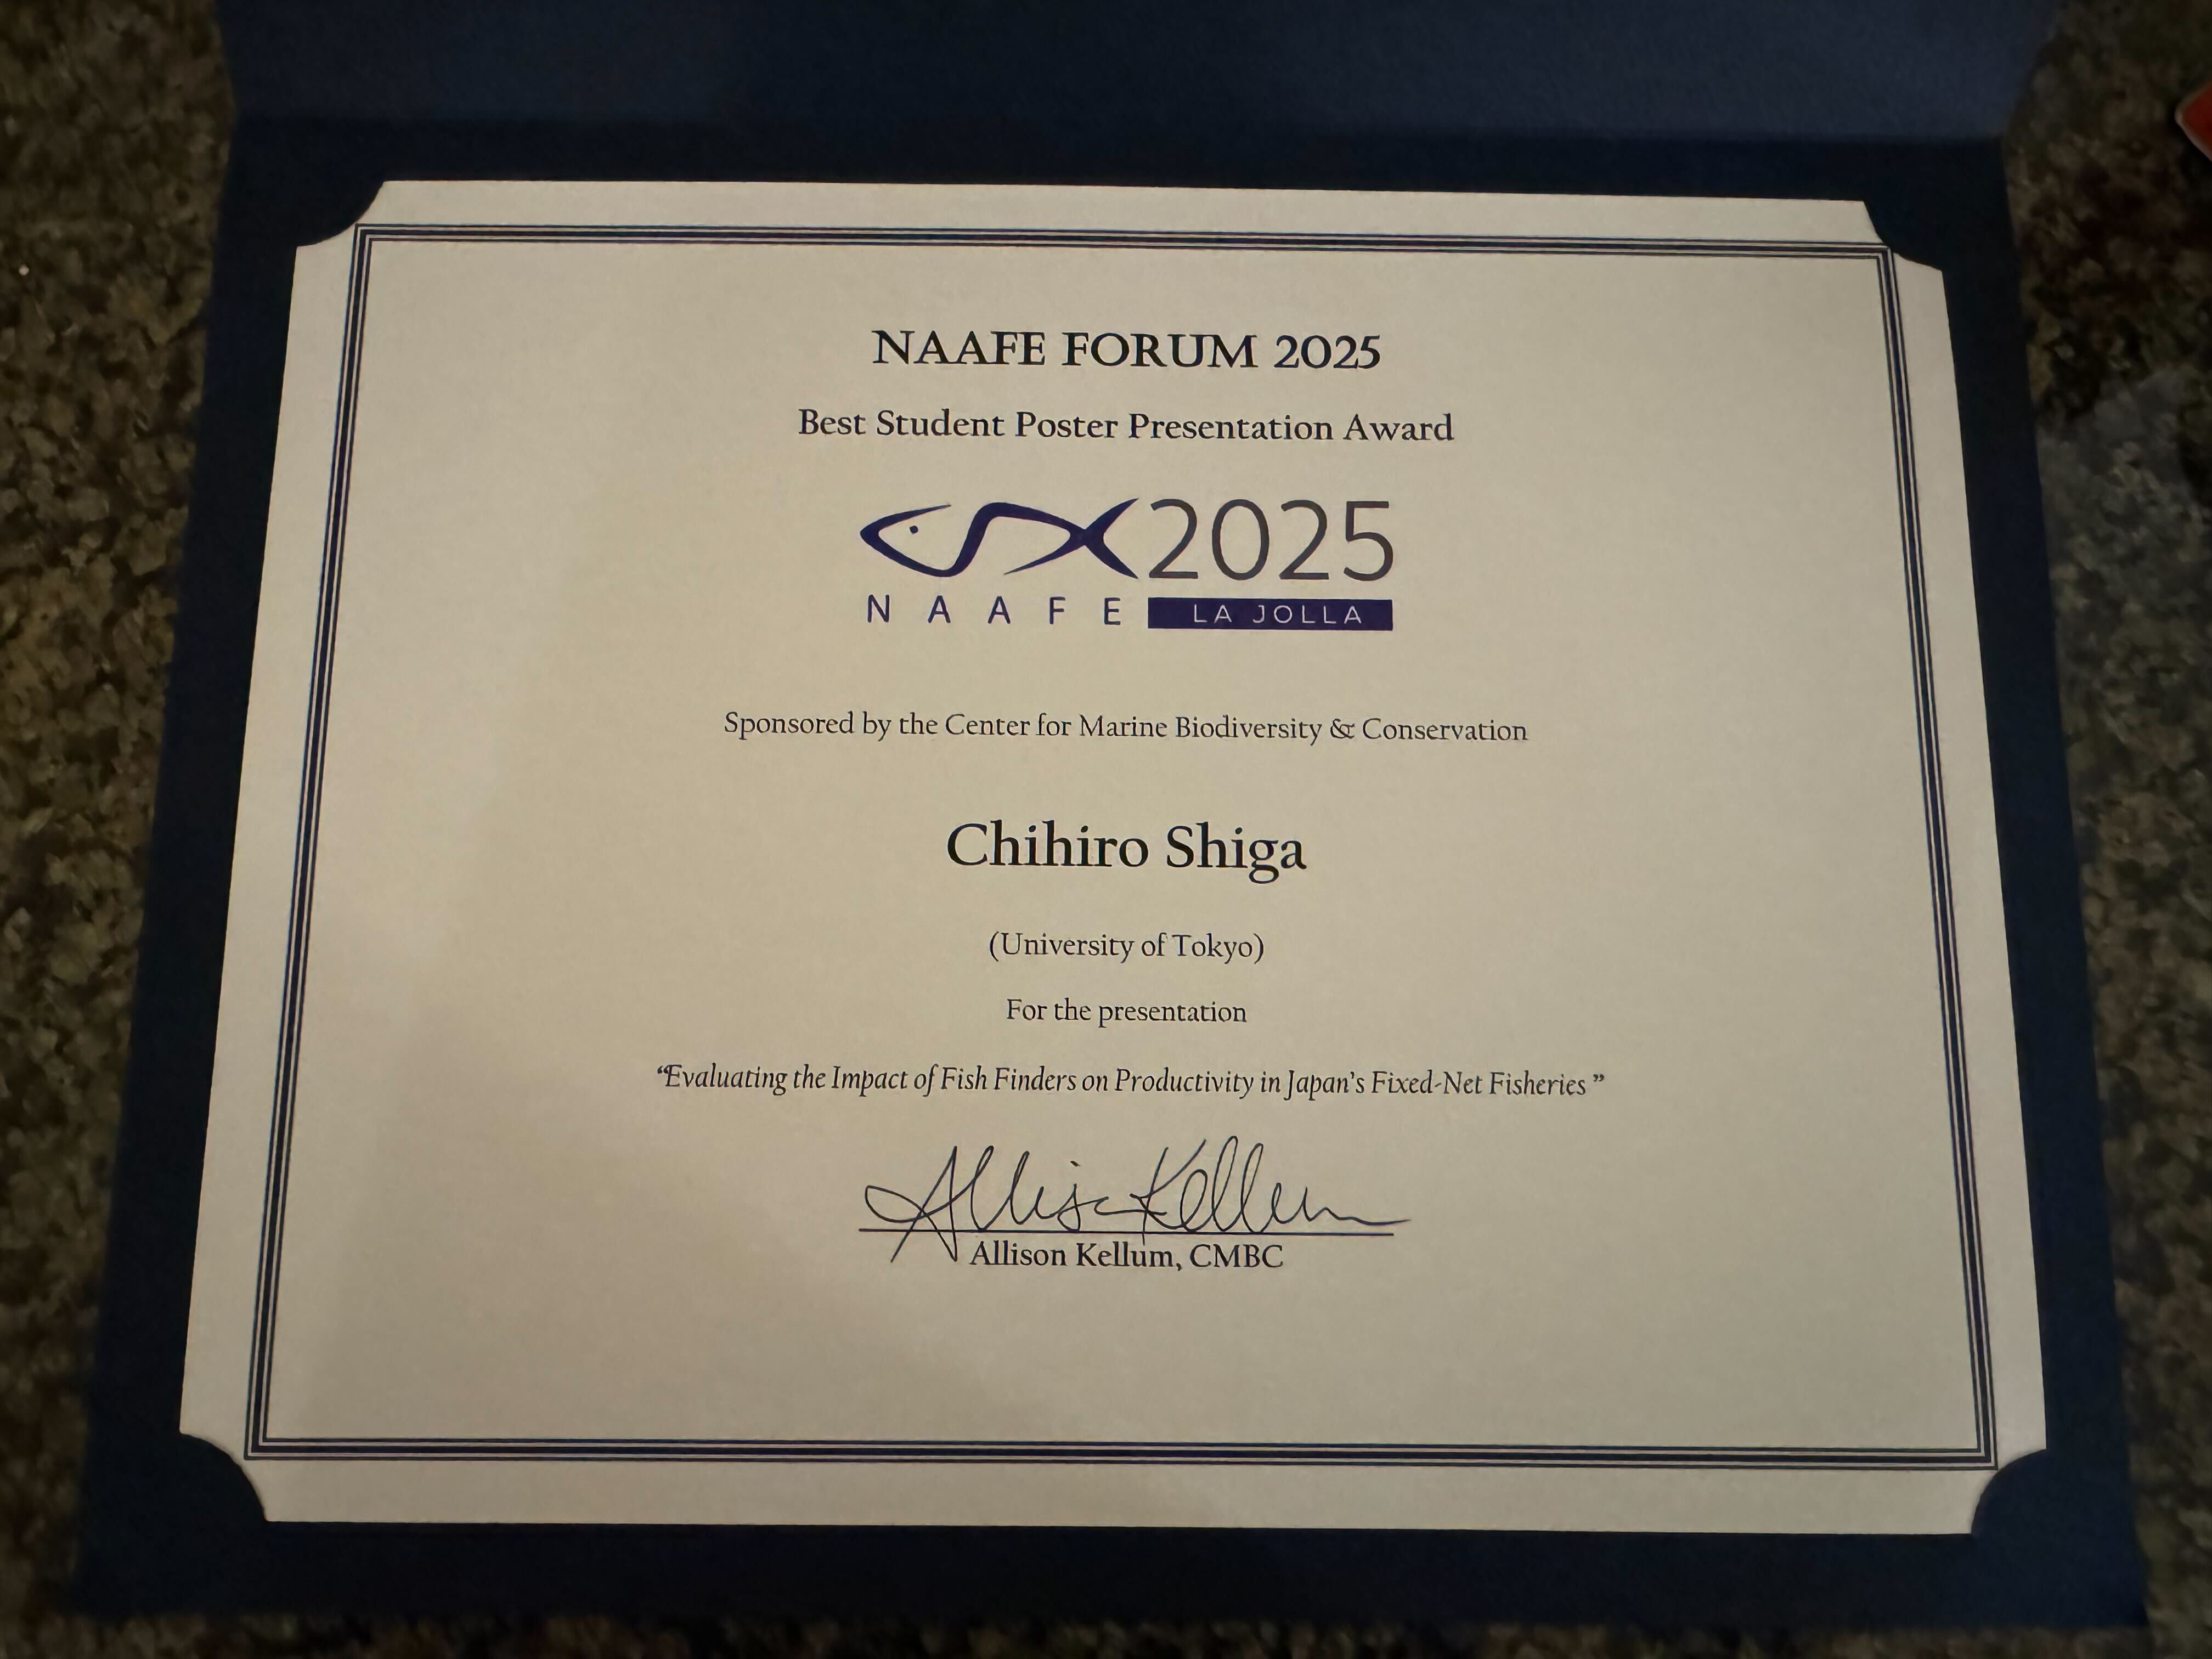 NAAFE FORUM 2025
Best Student Poster Presentation Award
2025
NAAFE LA JOLLA
Sponsored by the Center for Marine Biodiversity & Conservation
Chihiro Shiga
(University of Tokyo)
For the presentation
“Evaluating the Impact of Fish Finders on Productivity in Japan’s Fixed-Net Fisheries ”
Allison Kellum
Allison Kellum, CMBC